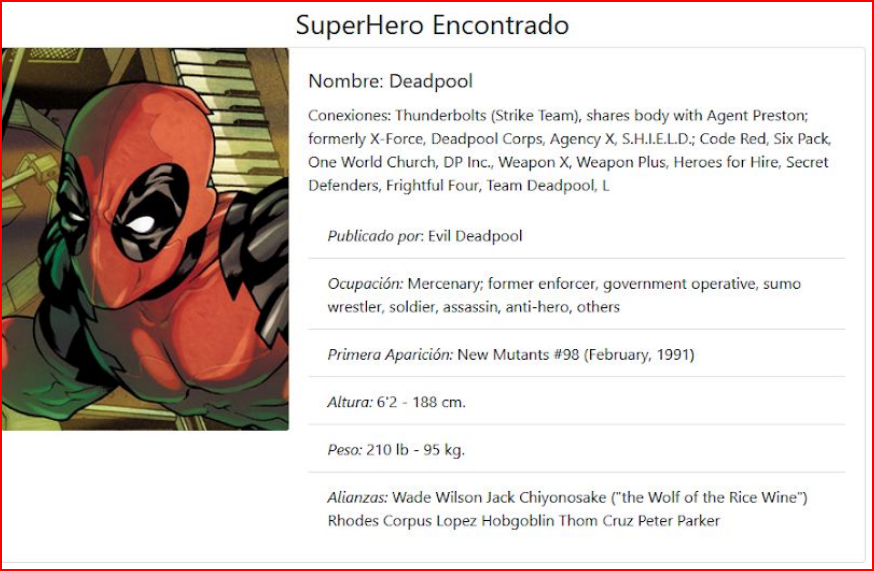 SuperHero Encontrado
Nombre: Deadpool
Conexiones: Thunderbolts (Strike Team), shares body with Agent Preston;
formerly X-Force, Deadpool Corps, Agency X, S.H.I.E.L.D.; Code Red, Six Pack,
One World Church, DP Inc., Weapon X, Weapon Plus, Heroes for Hire, Secret
Defenders, Frightful Four, Team Deadpool, L
Publicado por: Evil Deadpool
Ocupación: Mercenary; former enforcer, government operative, sumo
wrestler, soldier, assassin, anti-hero, others
Primera Aparición: New Mutants #98 (February, 1991)
Altura: 6'2 - 188 cm.
Peso: 210 lb - 95 kg.
Alianzas: Wade Wilson Jack Chiyonosake ("the Wolf of the Rice Wine")
Rhodes Corpus Lopez Hobgoblin Thom Cruz Peter Parker